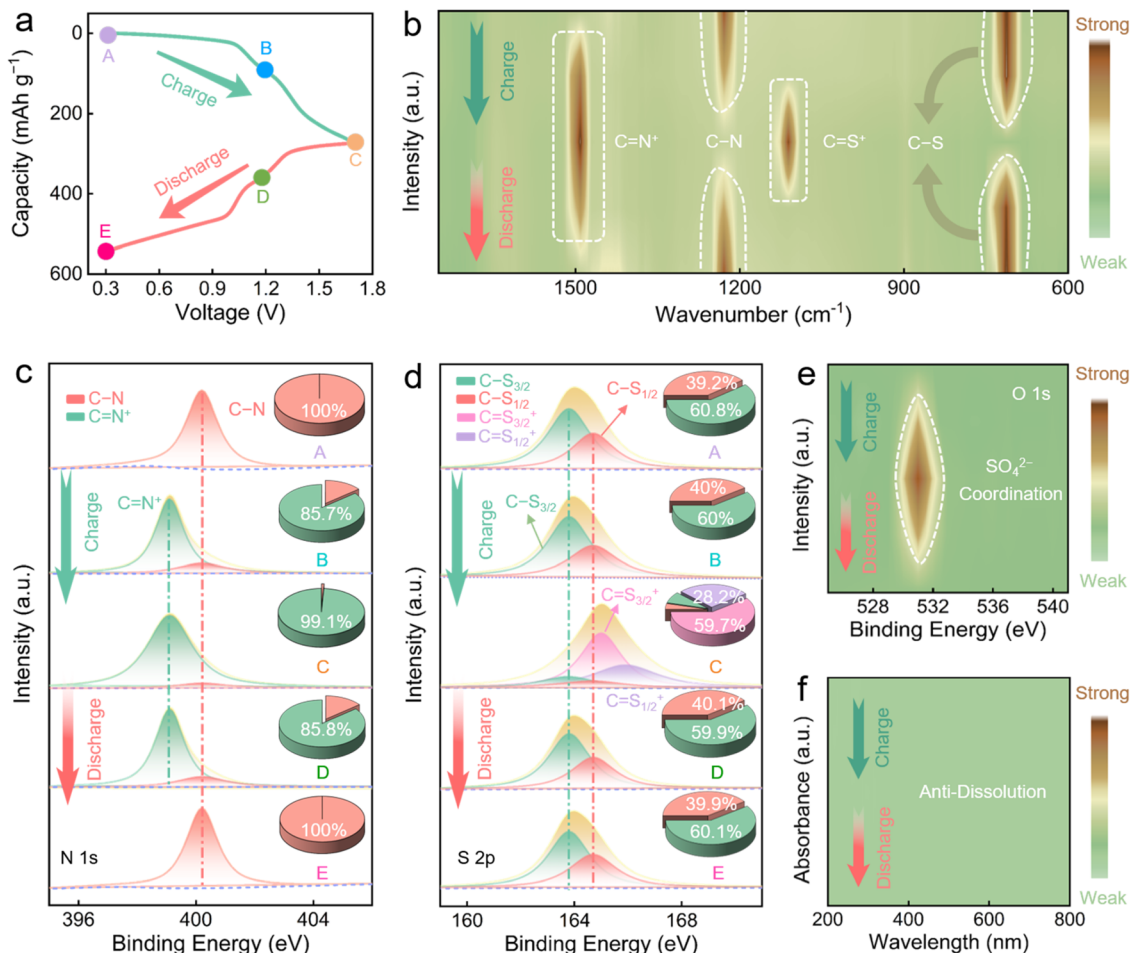 a
0
200
400
600
Capacity (mAh g⁻¹)
0.3
0.6
0.9
1.2
1.5
1.8
Voltage (V)
A
B
C
D
E
Charge
Discharge
b
Intensity (a.u.)
Charge
Discharge
C=N⁺
C–N
C=S⁺
C–S
1500
1200
900
600
Wavenumber (cm⁻¹)
Strong
Weak
c
C–N
C=N⁺
C–N
100%
A
C=N⁺
85.7%
B
99.1%
C
85.8%
D
100%
E
Charge
Discharge
N 1s
Intensity (a.u.)
396
400
404
Binding Energy (eV)
d
C–S₃/₂
C–S₁/₂
C=S₃/₂⁺
C=S₁/₂⁺
C–S₁/₂
39.2%
60.8%
A
C–S₃/₂
40%
60%
B
C=S₃/₂⁺
28.2%
59.7%
C
C=S₁/₂⁺
40.1%
59.9%
D
39.9%
60.1%
E
Charge
Discharge
S 2p
Intensity (a.u.)
160
164
168
Binding Energy (eV)
e
Charge
Discharge
O 1s
SO₄²⁻
Coordination
Intensity (a.u.)
528
532
536
540
Binding Energy (eV)
Strong
Weak
f
Charge
Discharge
Anti-Dissolution
Absorbance (a.u.)
200
400
600
800
Wavelength (nm)
Strong
Weak